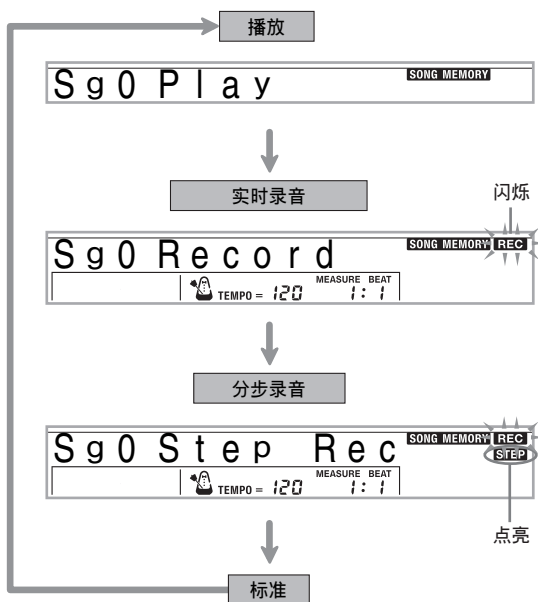 播放
Sg0 Play SONG MEMORY
实时录音
闪烁
Sg0 Record SONG MEMORY REC
TEMPO = 120 MEASURE BEAT 1: 1
分步录音
Sg0 Step Rec SONG MEMORY REC
STEP
TEMPO = 120 MEASURE BEAT 1: 1
点亮
标准